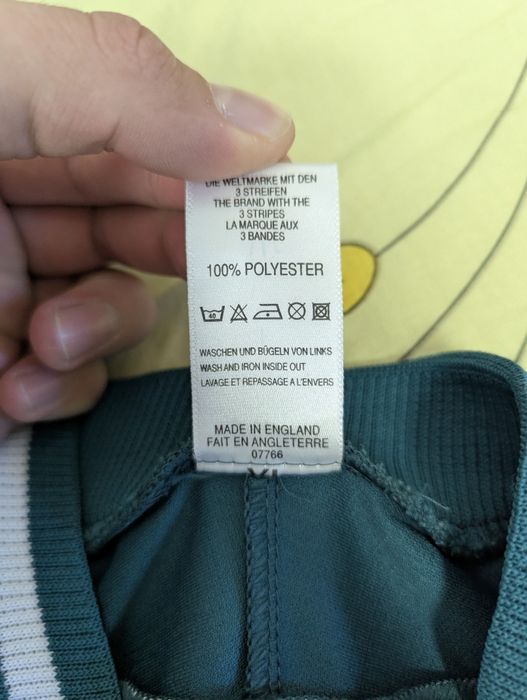 DIE WELTMARKE MIT DEN
3 STREIFEN
THE BRAND WITH THE
3 STRIPES
LA MARQUE AUX
3 BANDES
100% POLYESTER
40
WASCHEN UND BÜGELN VON LINKS
WASH AND IRON INSIDE OUT
LAVAGE ET REPASSAGE A L'ENVERS
MADE IN ENGLAND
FAIT EN ANGLETERRE
07766
XL